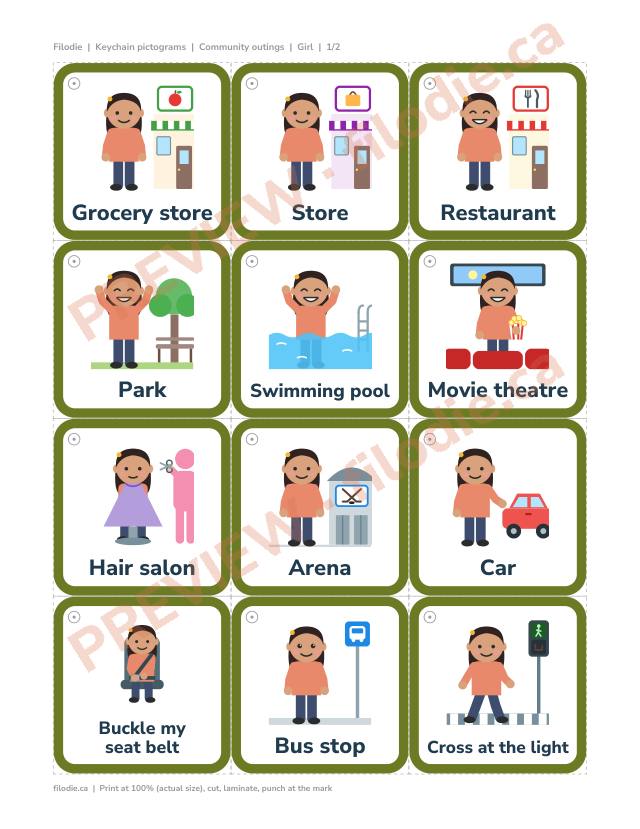 Filodie | Keychain pictograms | Community outings | Girl | 1/2
Grocery store
Store
Restaurant
Park
Swimming pool
Movie theatre
Hair salon
Arena
Car
Buckle my
seat belt
Bus stop
Cross at the light
PREVIEW · filodie.ca
PREVIEW · filodie.ca
filodie.ca | Print at 100% (actual size), cut, laminate, punch at the mark